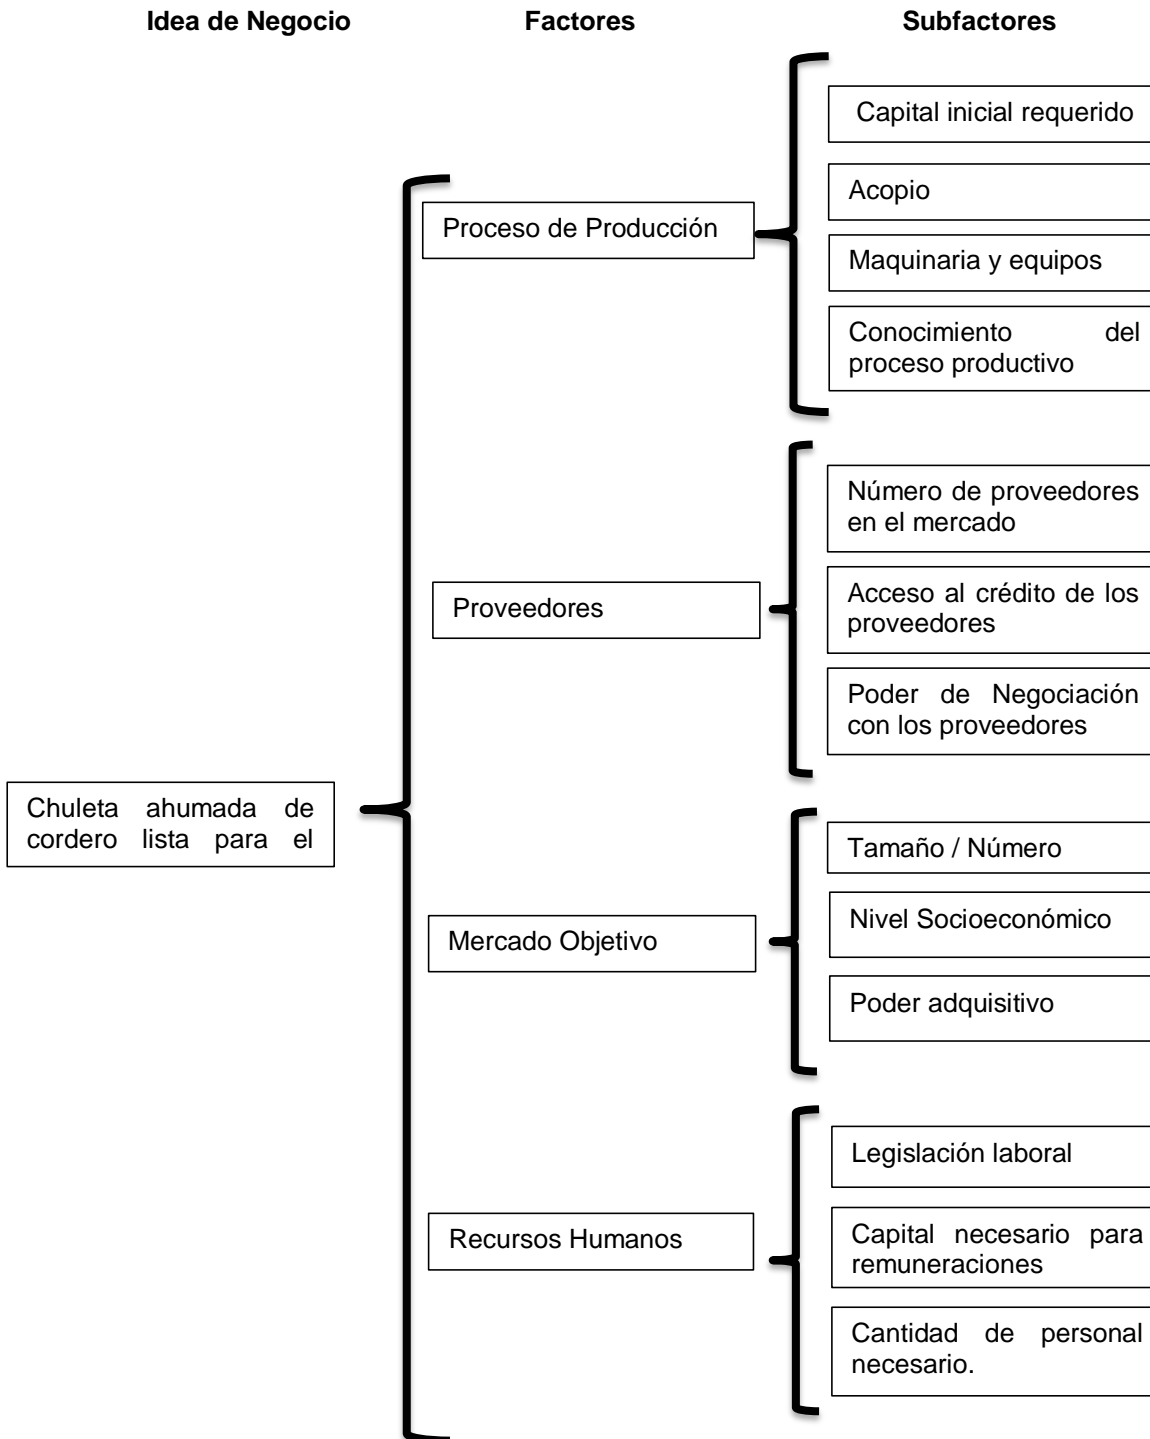 Idea de Negocio Factores Subfactores
Capital inicial requerido
Acopio
Proceso de Producción
Maquinaria y equipos
Conocimiento del
proceso productivo
Número de proveedores
en el mercado
Proveedores
Acceso al crédito de los
proveedores
Poder de Negociación
con los proveedores
Chuleta ahumada de
cordero lista para el
Tamaño / Número
Mercado Objetivo
Nivel Socioeconómico
Poder adquisitivo
Legislación laboral
Recursos Humanos
Capital necesario para
remuneraciones
Cantidad de personal
necesario.